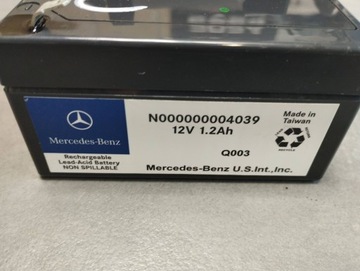 Mercedes-Benz
Rechargeable
Lead-Acid Battery
NON SPILLABLE
N000000004039
12V 1.2Ah
Q003
Mercedes-Benz U.S.Int.,Inc.
Made in
Taiwan